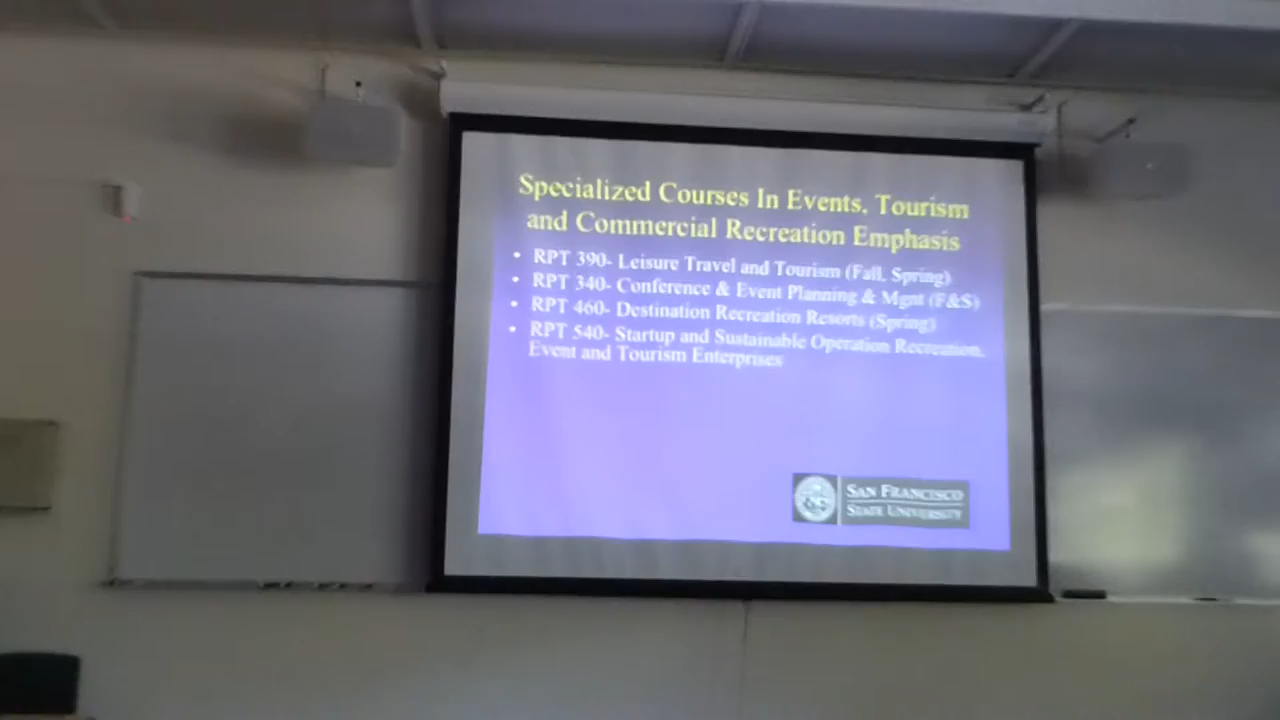 Specialized Courses In Events, Tourism
and Commercial Recreation Emphasis
• RPT 390- Leisure Travel and Tourism (Fall, Spring)
• RPT 340- Conference & Event Planning & Mgnt (F&S)
• RPT 460- Destination Recreation Resorts (Spring)
• RPT 540- Startup and Sustainable Operation Recreation,
Event and Tourism Enterprises
SAN FRANCISCO
STATE UNIVERSITY